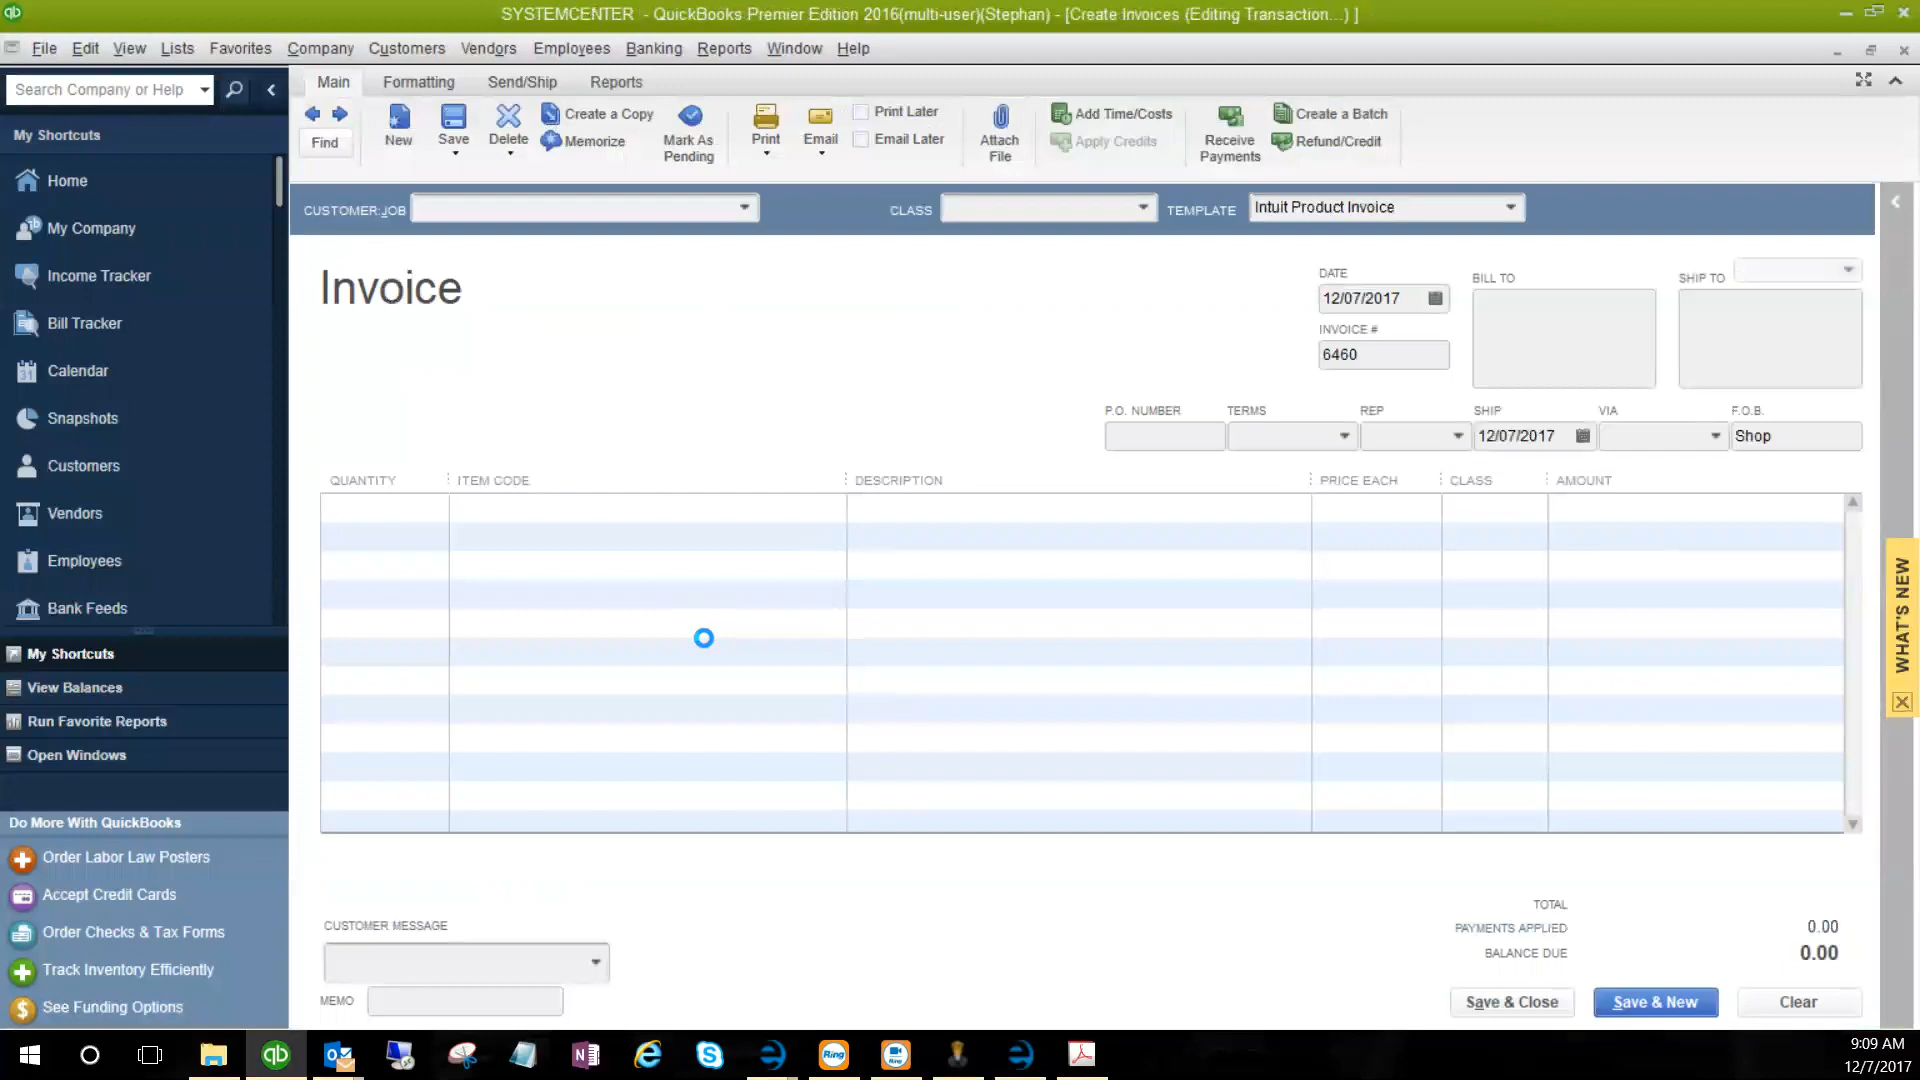 SYSTEMCENTER - QuickBooks Premier Edition 2016(multi-user)(Stephan) - [Create Invoices (Editing Transaction...) ]
File Edit View Lists Favorites Company Customers Vendors Employees Banking Reports Window Help
Search Company or Help
Main Formatting Send/Ship Reports
Find
New
Save
Delete
Create a Copy
Memorize
Mark As
Pending
Print
Email
Print Later
Email Later
Attach
File
Add Time/Costs
Apply Credits
Receive
Payments
Create a Batch
Refund/Credit
My Shortcuts
Home
My Company
Income Tracker
Bill Tracker
Calendar
31
Snapshots
Customers
Vendors
Employees
Bank Feeds
My Shortcuts
View Balances
Run Favorite Reports
Open Windows
Do More With QuickBooks
Order Labor Law Posters
Accept Credit Cards
Order Checks & Tax Forms
Track Inventory Efficiently
See Funding Options
CUSTOMER:JOB
CLASS
TEMPLATE Intuit Product Invoice
Invoice
DATE
12/07/2017
INVOICE #
6460
BILL TO
SHIP TO
P.O. NUMBER TERMS REP SHIP VIA F.O.B.
12/07/2017 Shop
QUANTITY ITEM CODE DESCRIPTION PRICE EACH CLASS AMOUNT
WHAT'S NEW
TOTAL
PAYMENTS APPLIED 0.00
BALANCE DUE 0.00
CUSTOMER MESSAGE
MEMO
Save & Close Save & New Clear
Ring
Ring
9:09 AM
12/7/2017